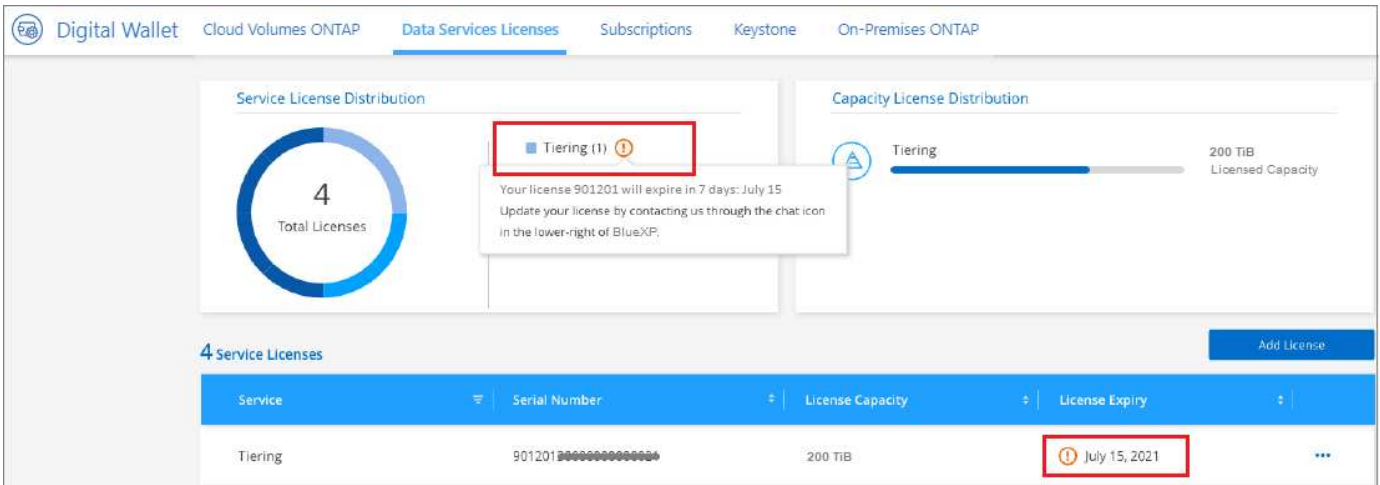 Digital Wallet
Cloud Volumes ONTAP
Data Services Licenses
Subscriptions
Keystone
On-Premises ONTAP
Service License Distribution
4
Total Licenses
Tiering (1)
Your license 901201 will expire in 7 days: July 15
Update your license by contacting us through the chat icon
in the lower-right of BlueXP.
Capacity License Distribution
Tiering
200 TiB
Licensed Capacity
4 Service Licenses
Add License
Service
Serial Number
License Capacity
License Expiry
Tiering
901201
200 TiB
July 15, 2021